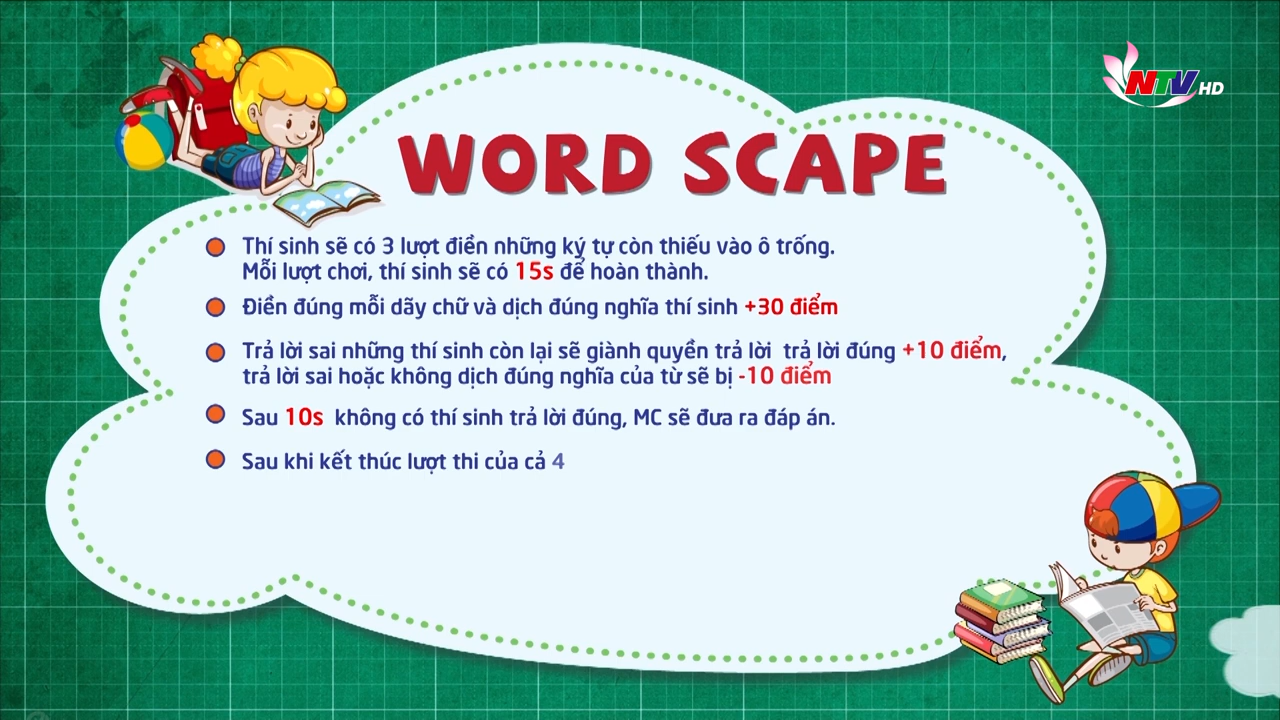 NTV HD
WORD SCAPE
Thí sinh sẽ có 3 lượt điền những ký tự còn thiếu vào ô trống.
Mỗi lượt chơi, thí sinh sẽ có 15s để hoàn thành.
Điền đúng mỗi dãy chữ và dịch đúng nghĩa thí sinh +30 điểm
Trả lời sai những thí sinh còn lại sẽ giành quyền trả lời trả lời đúng +10 điểm,
trả lời sai hoặc không dịch đúng nghĩa của từ sẽ bị -10 điểm
Sau 10s không có thí sinh trả lời đúng, MC sẽ đưa ra đáp án.
Sau khi kết thúc lượt thi của cả 4